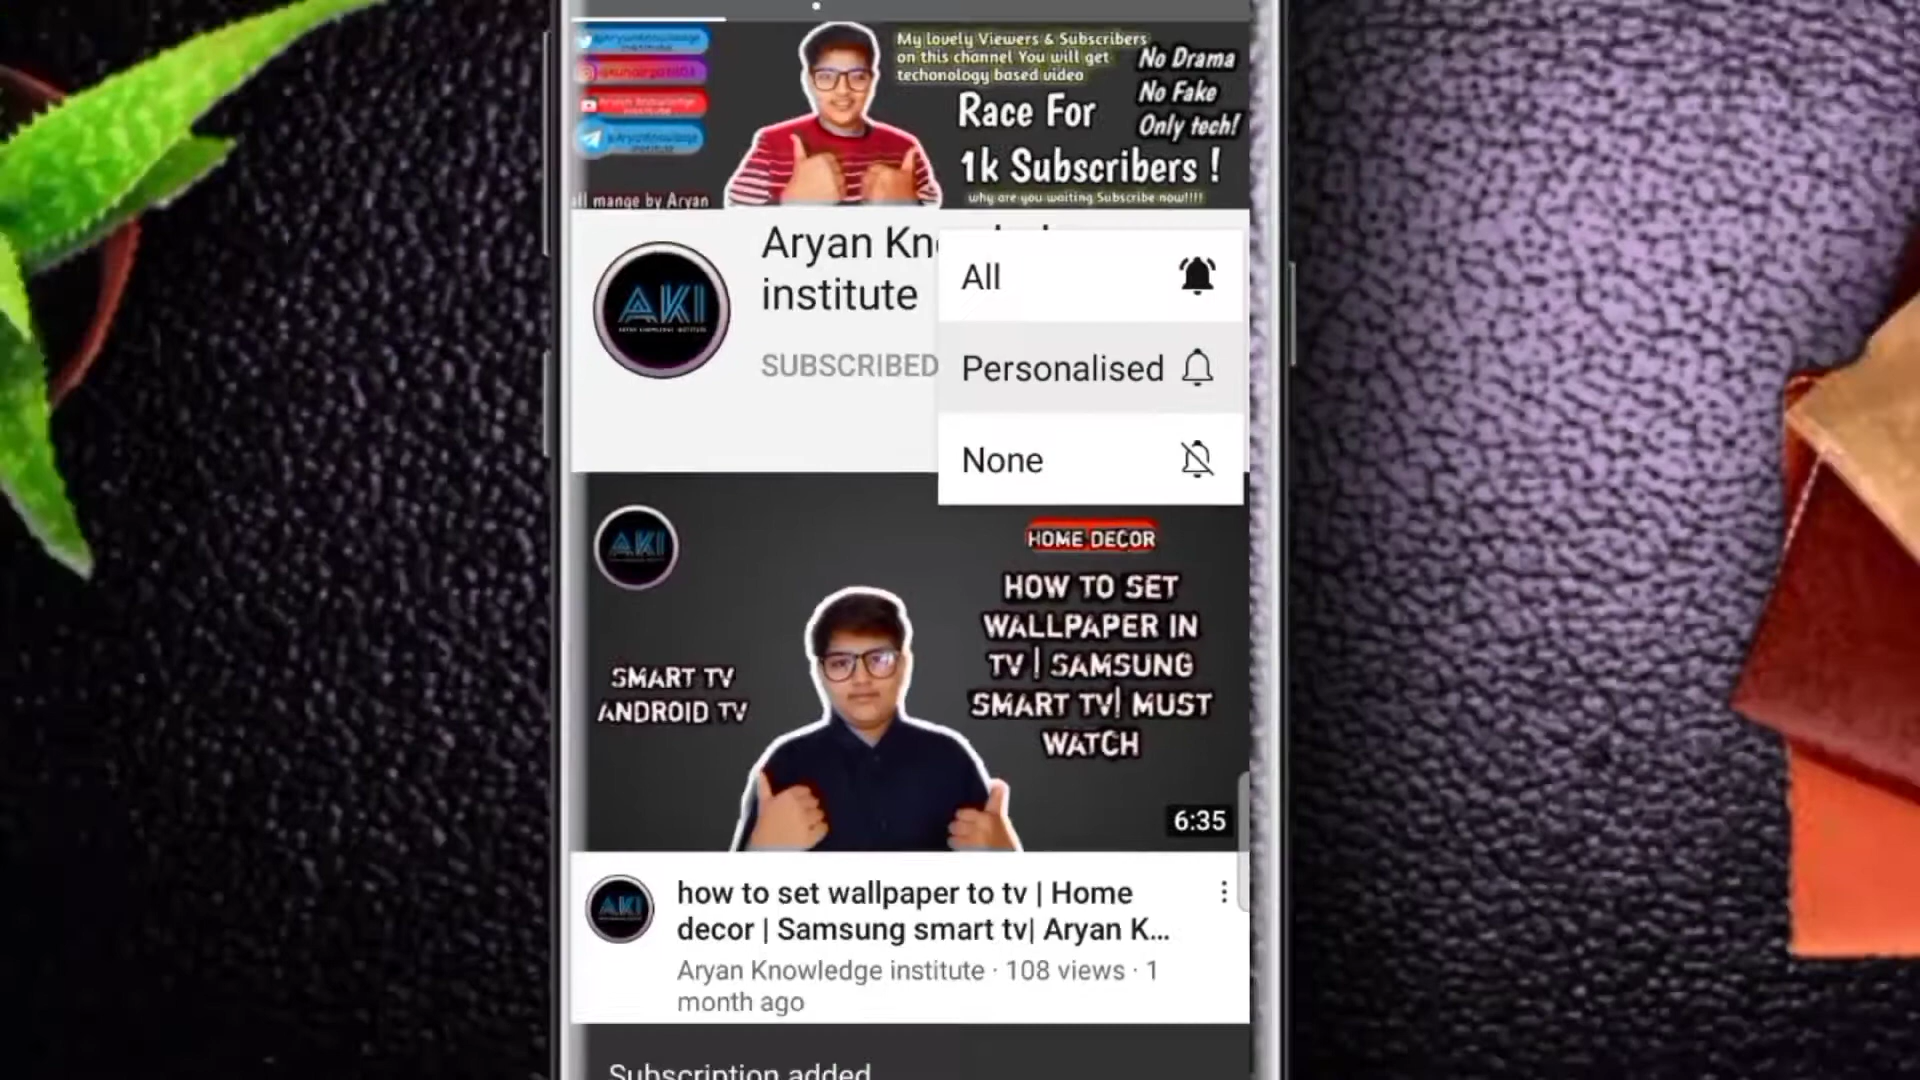 My lovely Viewers & Subscribers
on this channel You will get
techonology based video
No Drama
No Fake
Only tech!
Race For
1k Subscribers !
why are you waiting Subscribe now!!!!
all mange by Aryan
Aryan
institute
AKI
SUBSCRIBED
All
Personalised
None
AKI
HOME DECOR
HOW TO SET
WALLPAPER IN
TV | SAMSUNG
SMART TV| MUST
WATCH
SMART TV
ANDROID TV
6:35
AKI
how to set wallpaper to tv | Home
decor | Samsung smart tv| Aryan K...
Aryan Knowledge institute · 108 views · 1
month ago
Subscription added